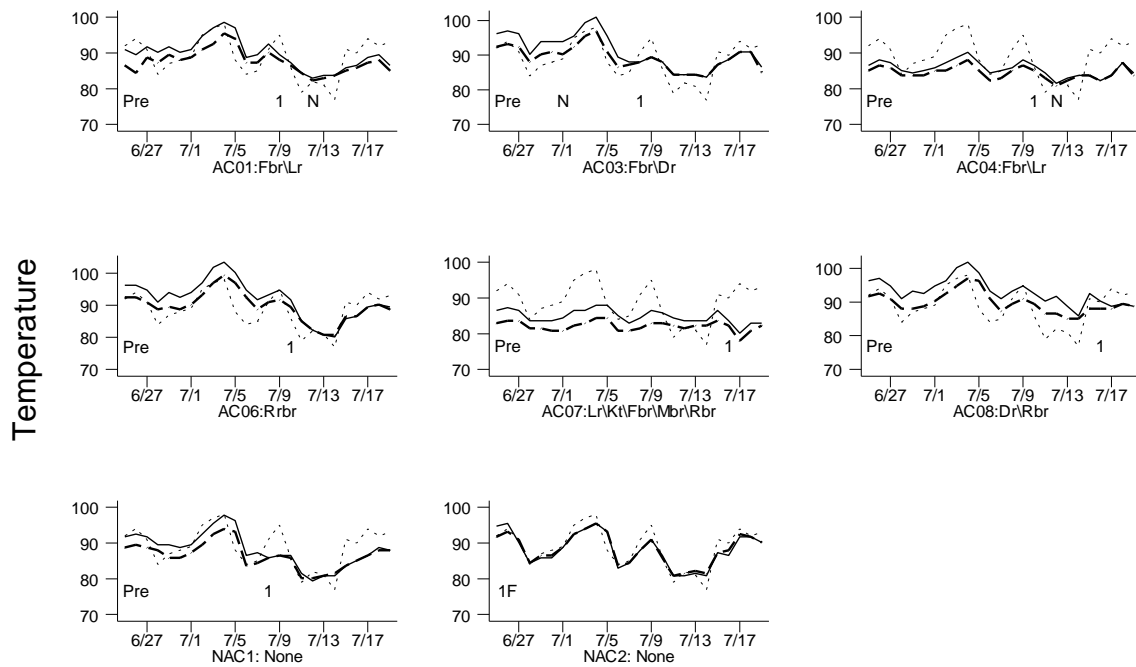 Temperature
100
90
80
70
Pre
1
N
6/27 7/1 7/5 7/9 7/13 7/17
AC01:Fbr\Lr
100
90
80
70
Pre
N
1
6/27 7/1 7/5 7/9 7/13 7/17
AC03:Fbr\Dr
100
90
80
70
Pre
1 N
6/27 7/1 7/5 7/9 7/13 7/17
AC04:Fbr\Lr
100
90
80
70
Pre
1
6/27 7/1 7/5 7/9 7/13 7/17
AC06:Rrbr
100
90
80
70
Pre
1
6/27 7/1 7/5 7/9 7/13 7/17
AC07:Lr\Kt\Fbr\Mbr\Rbr
100
90
80
70
Pre
1
6/27 7/1 7/5 7/9 7/13 7/17
AC08:Dr\Rbr
100
90
80
70
Pre
1
6/27 7/1 7/5 7/9 7/13 7/17
NAC1: None
100
90
80
70
1F
6/27 7/1 7/5 7/9 7/13 7/17
NAC2: None